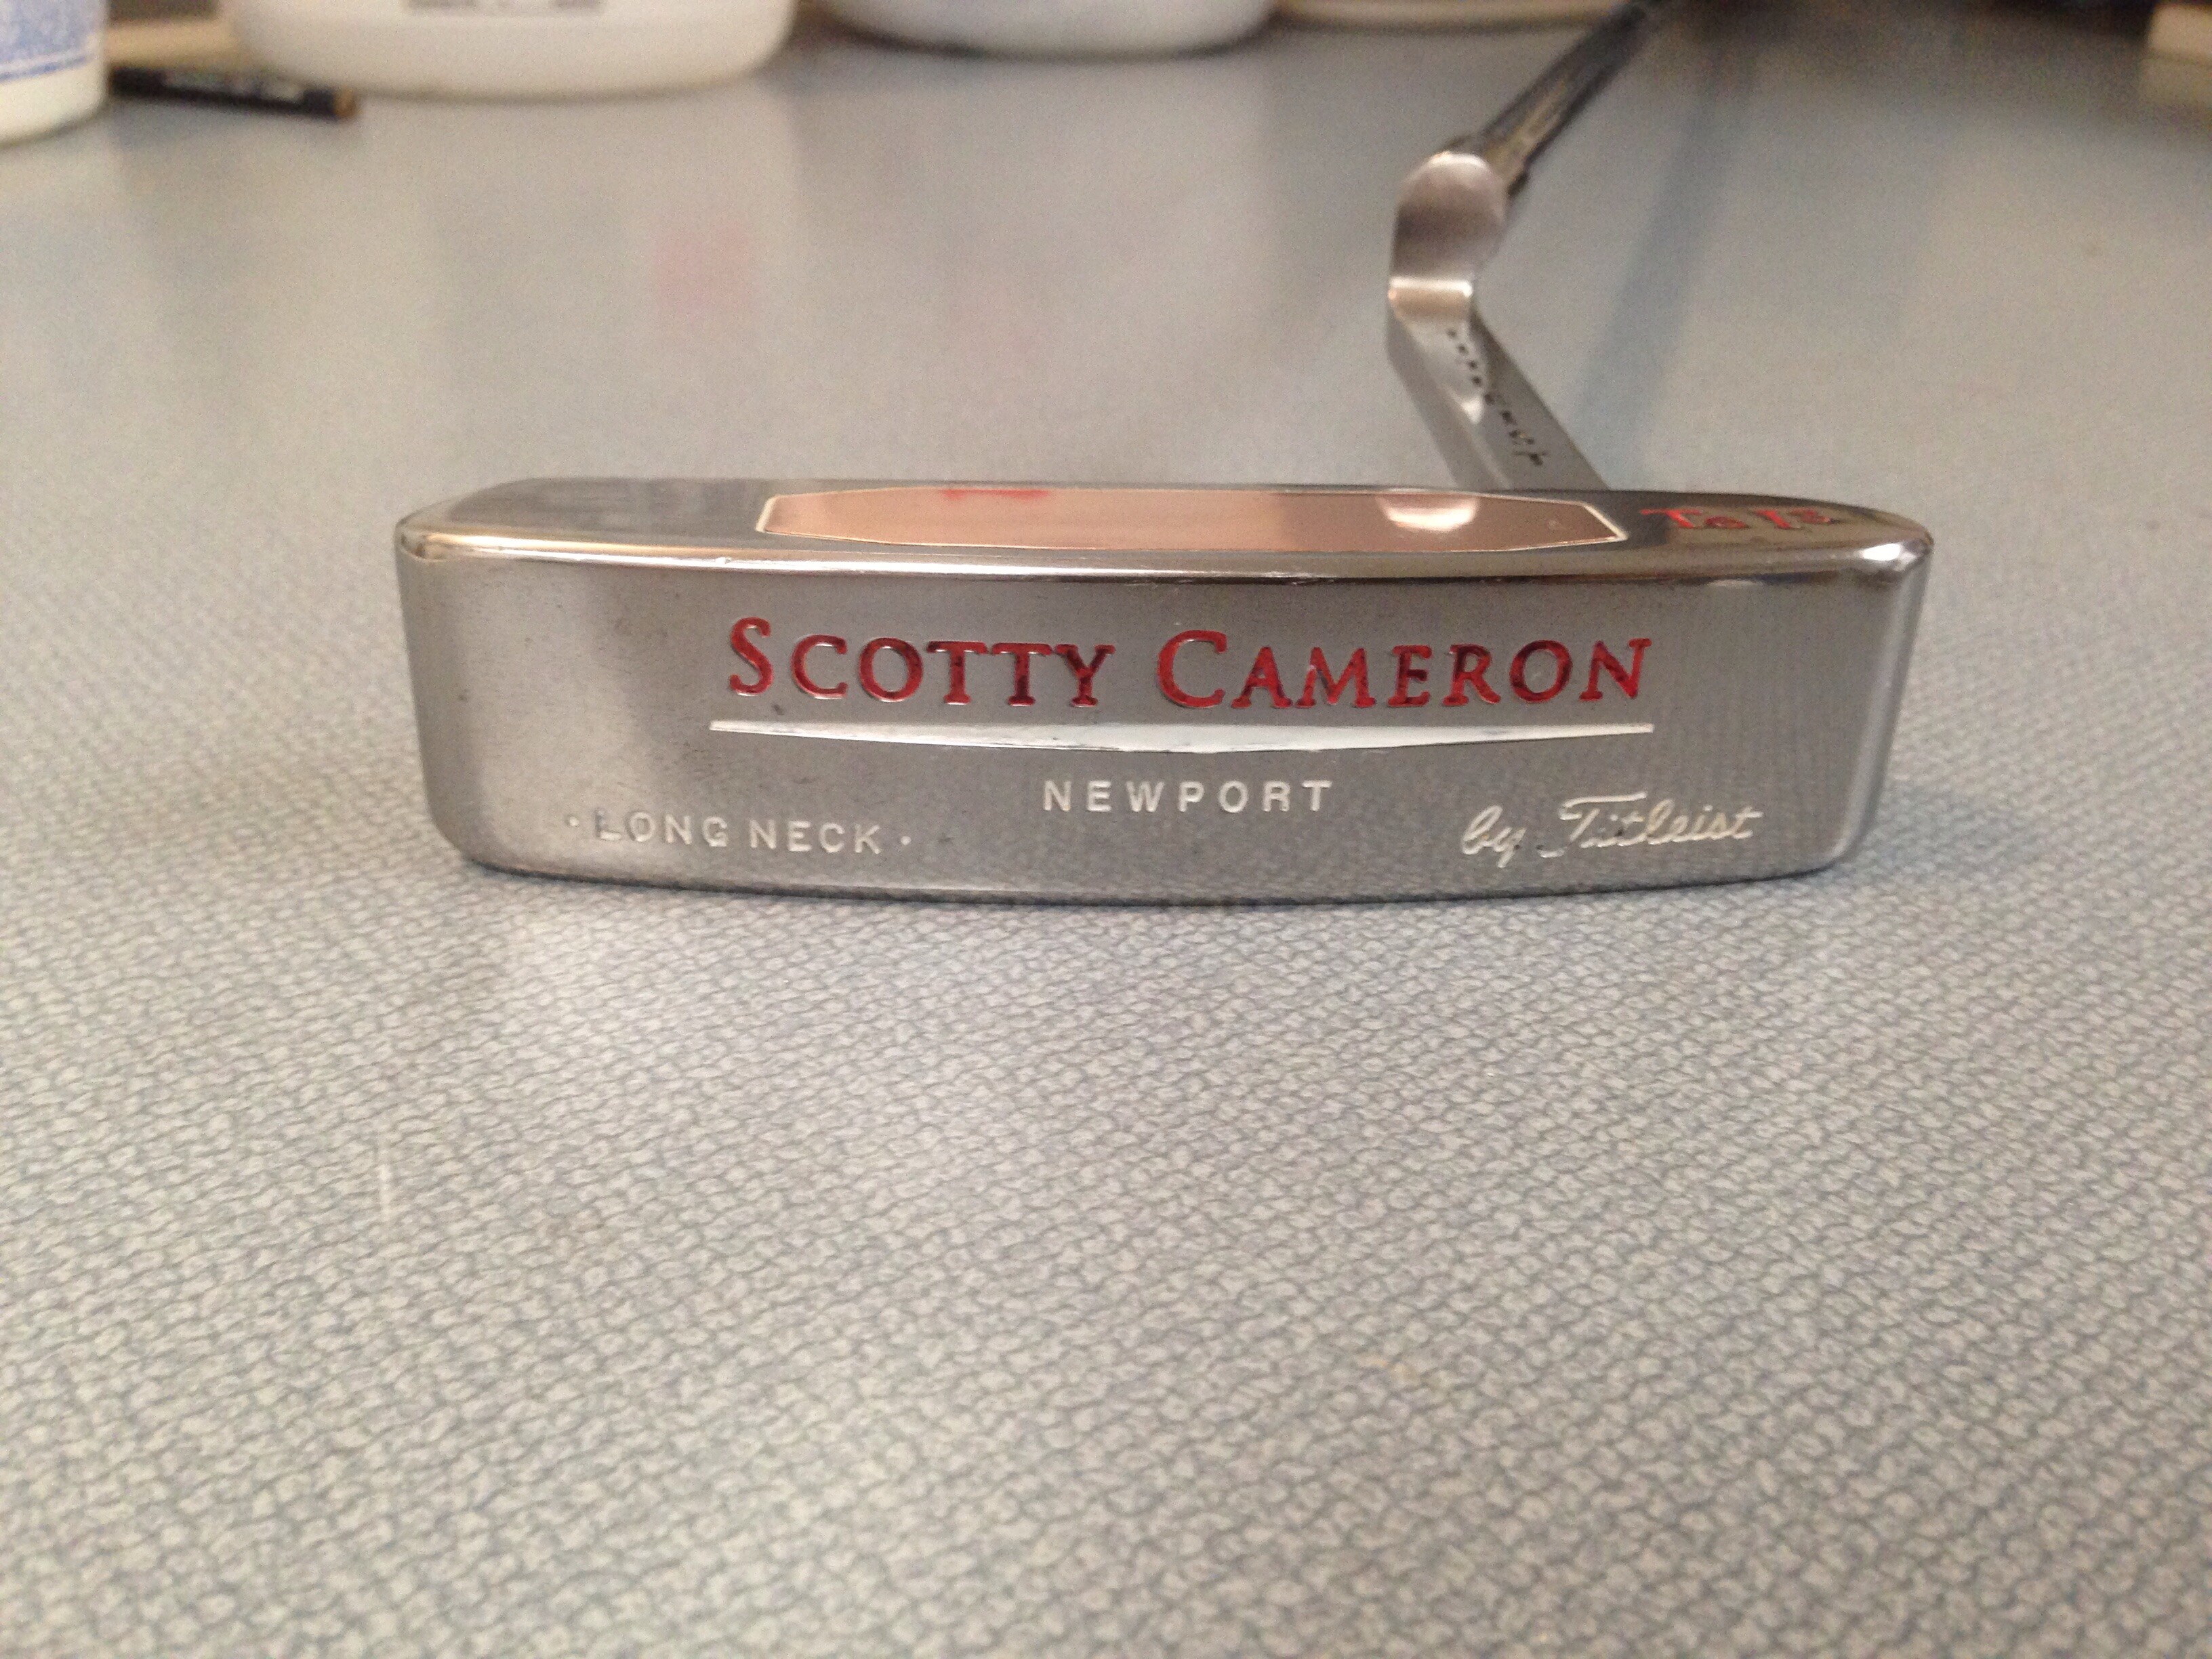 SCOTTY CAMERON
NEWPORT
· LONG NECK ·
by Titleist